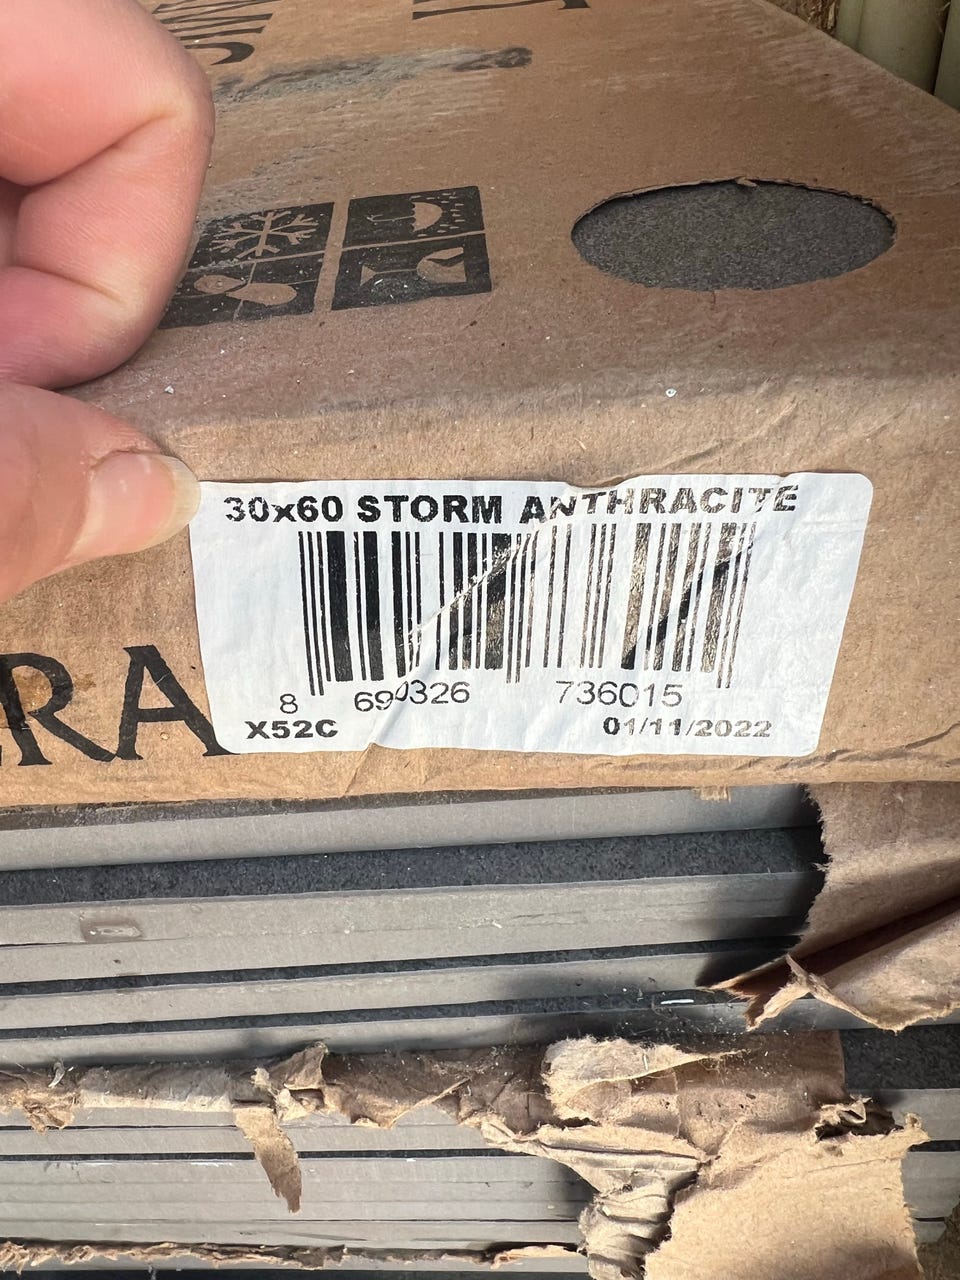 30x60 STORM ANTHRACITE
8 690326 736015
X52C 01/11/2022
RA